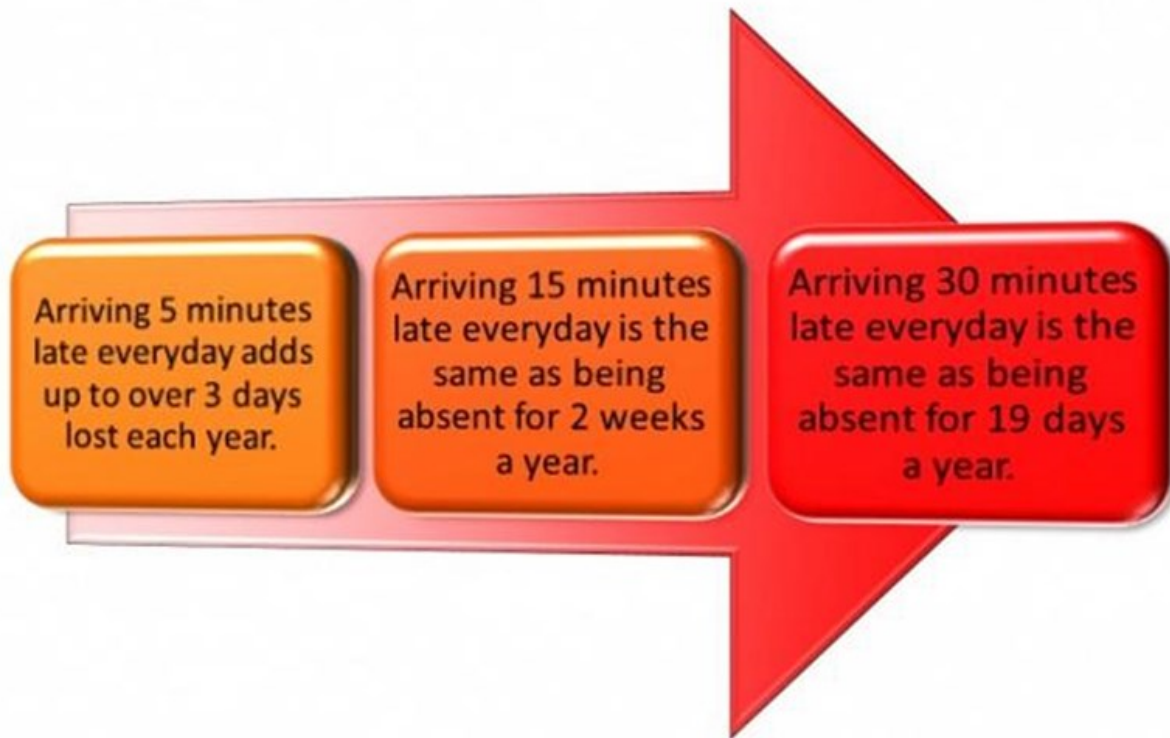 Arriving 5 minutes
late everyday adds
up to over 3 days
lost each year.
Arriving 15 minutes
late everyday is the
same as being
absent for 2 weeks
a year.
Arriving 30 minutes
late everyday is the
same as being
absent for 19 days
a year.